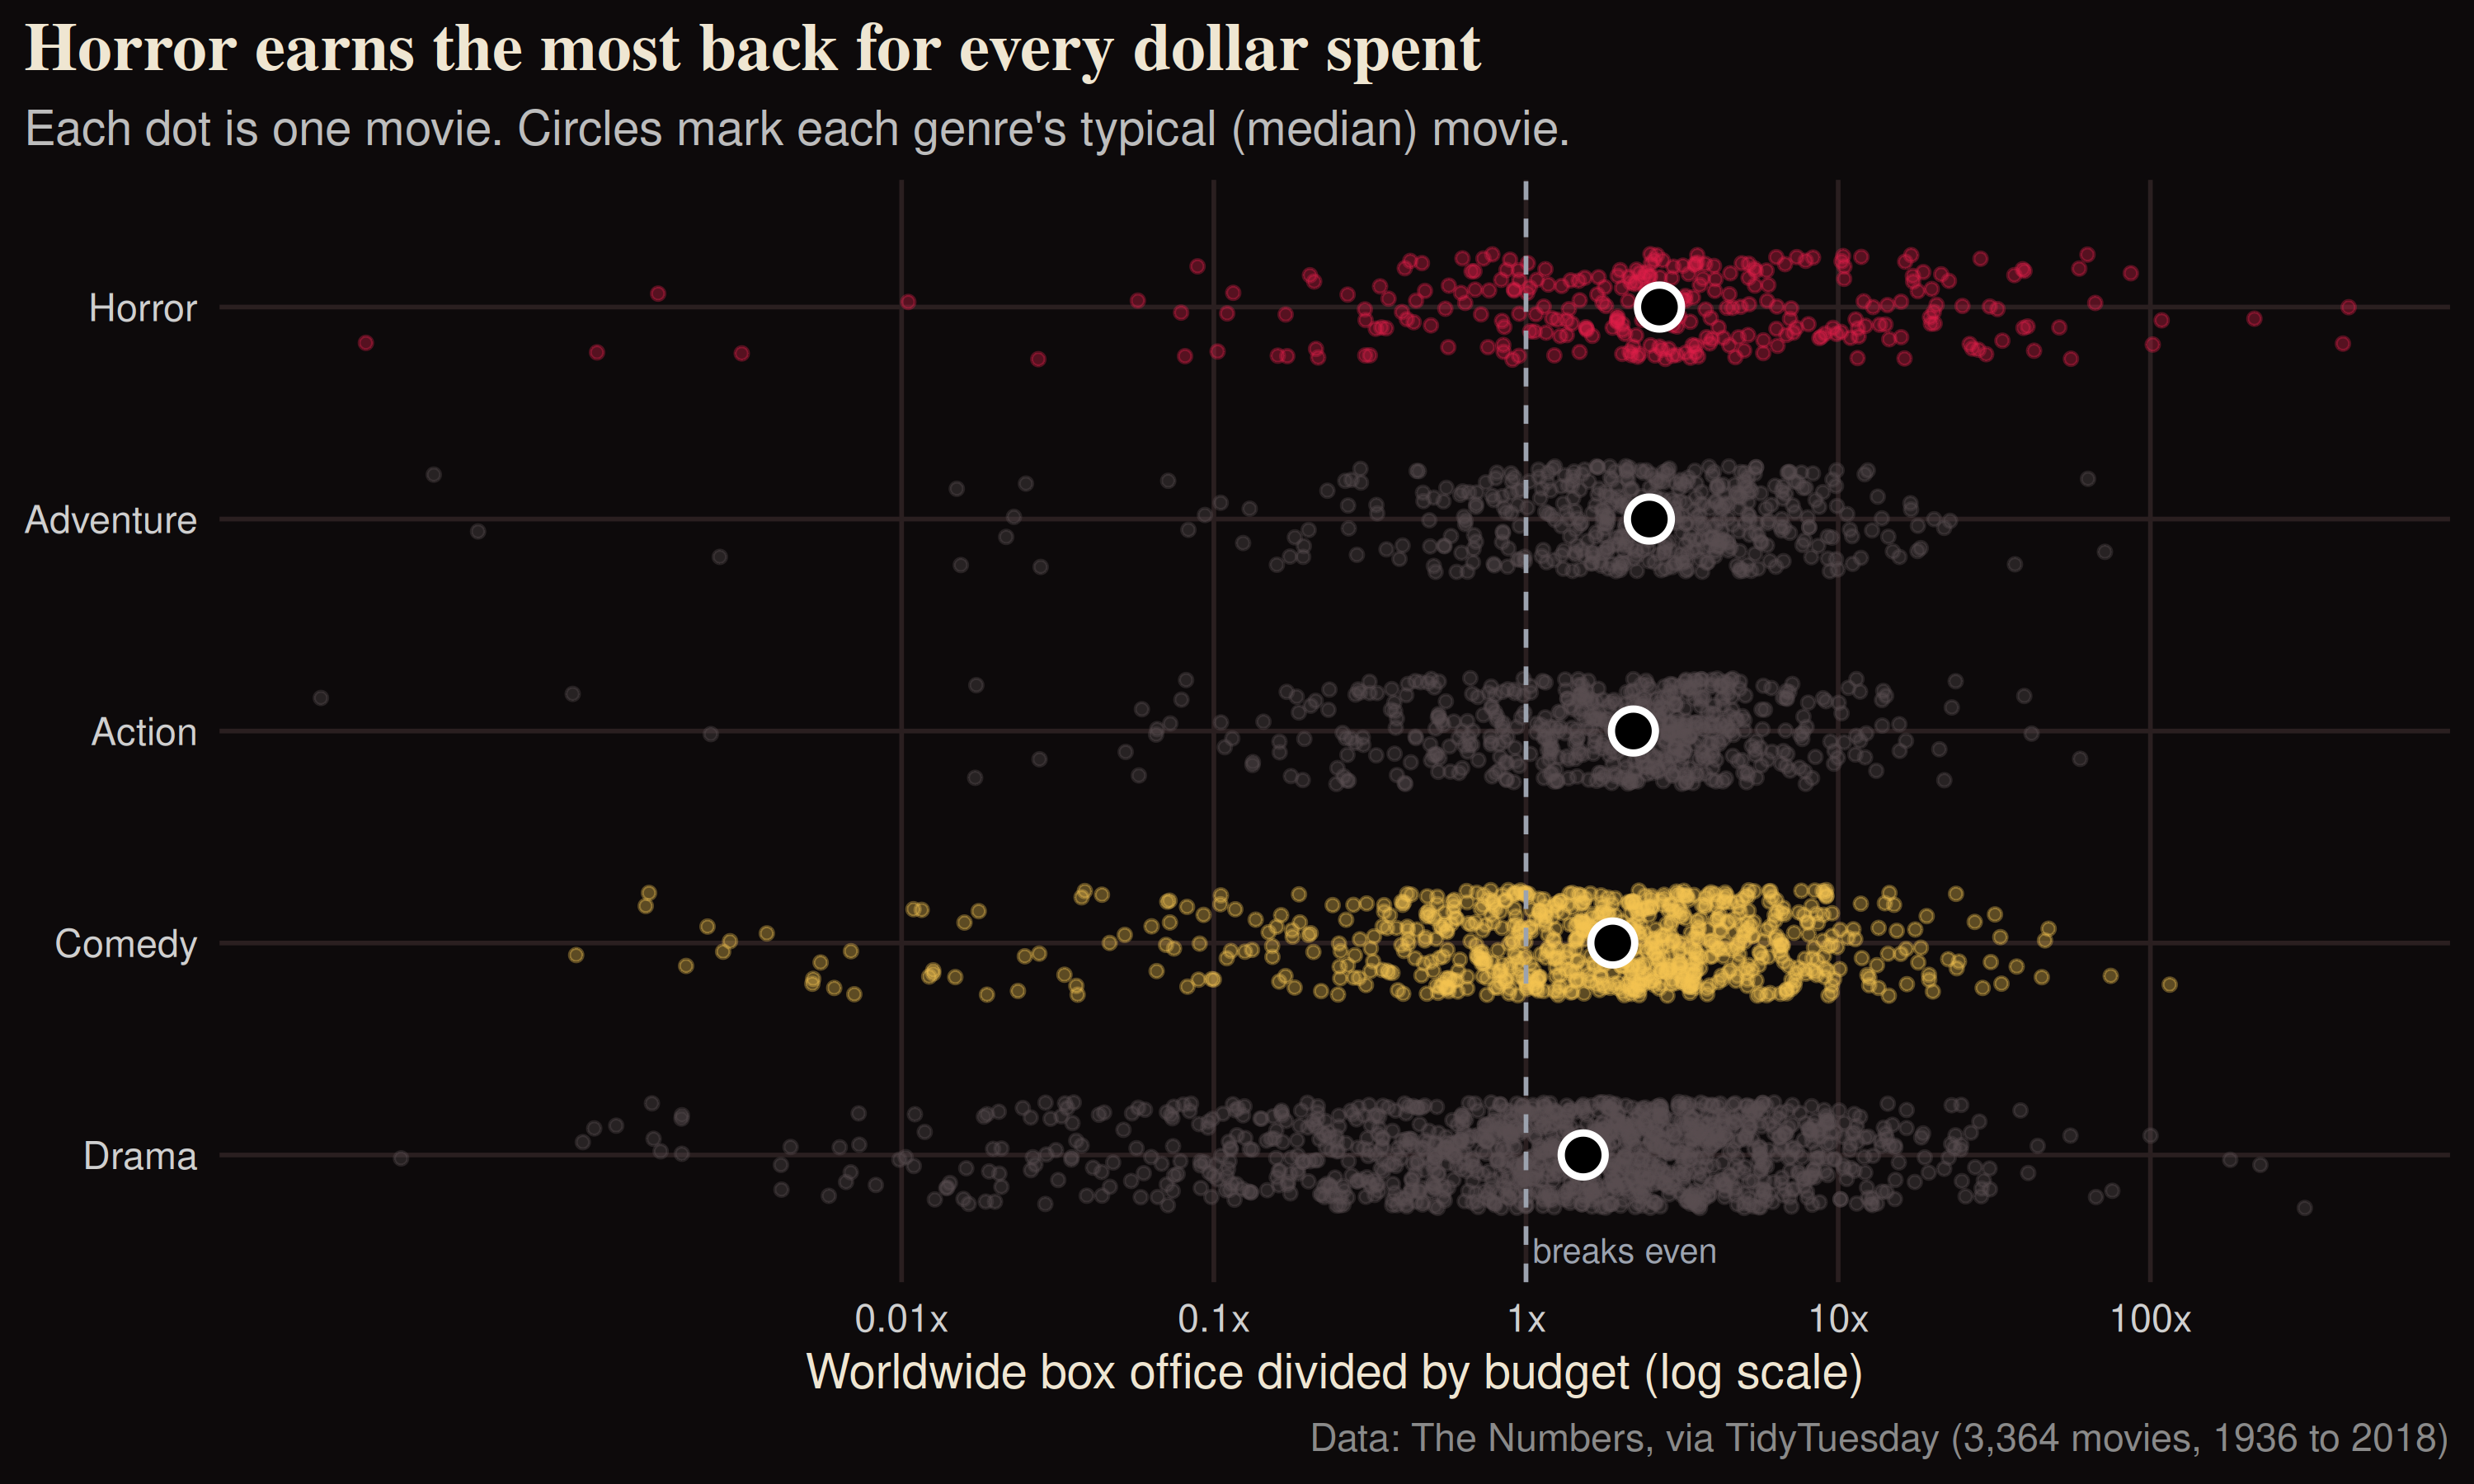 Horror earns the most back for every dollar spent
Each dot is one movie. Circles mark each genre's typical (median) movie.
Horror
Adventure
Action
Comedy
Drama
breaks even
0.01x 0.1x 1x 10x 100x
Worldwide box office divided by budget (log scale)
Data: The Numbers, via TidyTuesday (3,364 movies, 1936 to 2018)